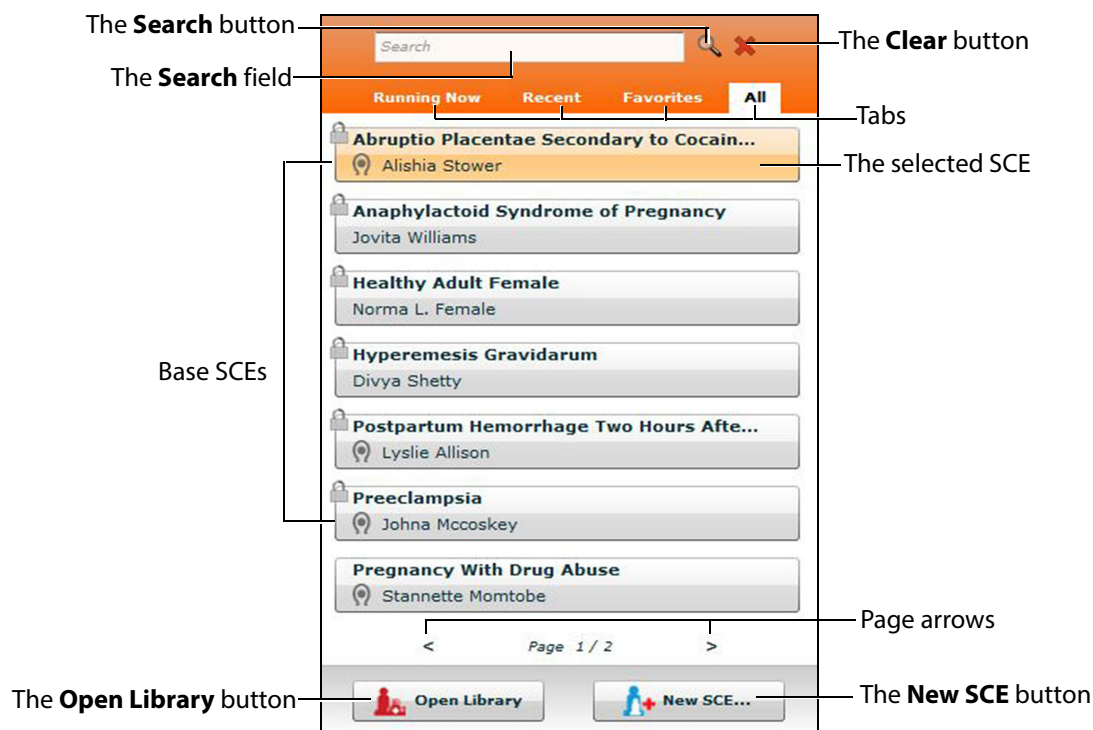 The Search button
Search
The Clear button
The Search field
Running Now Recent Favorites All
Tabs
Abruptio Placentae Secondary to Cocain...
Alishia Stower
The selected SCE
Anaphylactoid Syndrome of Pregnancy
Jovita Williams
Healthy Adult Female
Norma L. Female
Hyperemesis Gravidarum
Base SCEs
Divya Shetty
Postpartum Hemorrhage Two Hours Afte...
Lyslie Allison
Preeclampsia
Johna Mccoskey
Pregnancy With Drug Abuse
Stannette Momtobe
Page arrows
< Page 1 / 2 >
The Open Library button
Open Library
New SCE...
The New SCE button